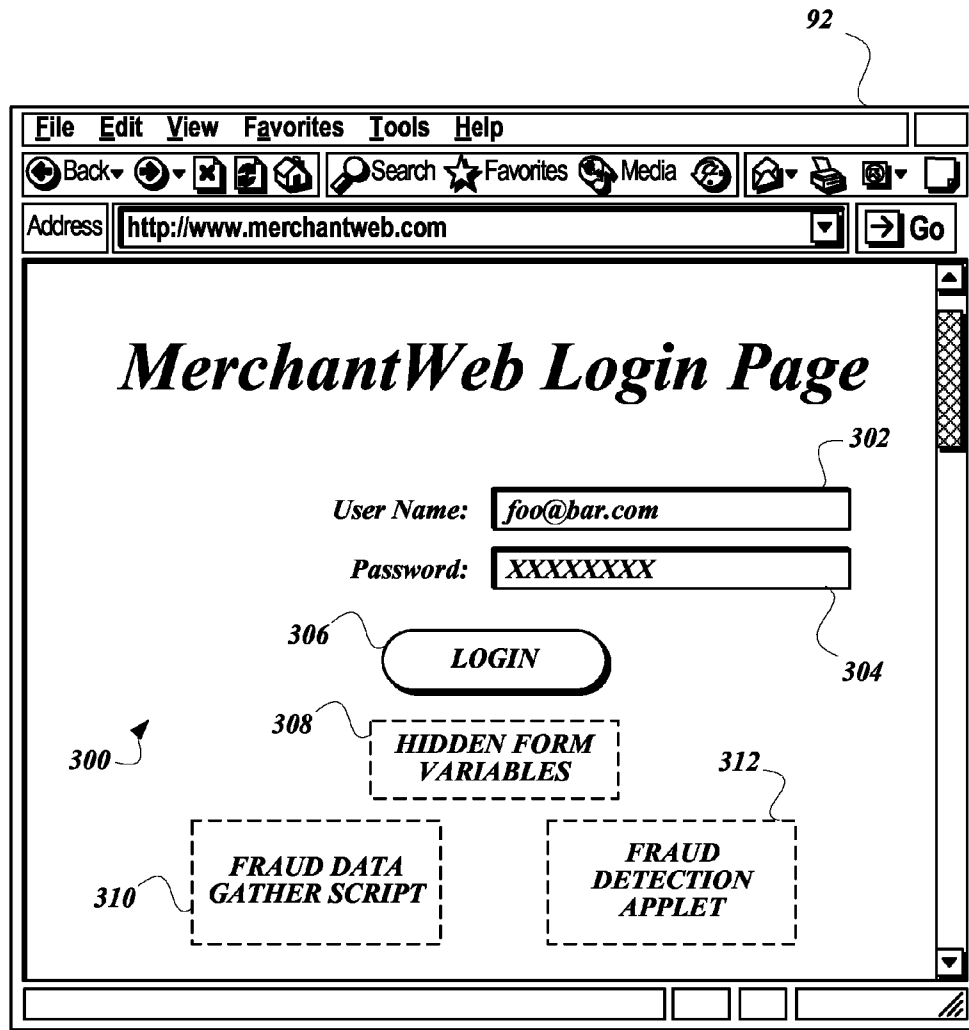 92
File Edit View Favorites Tools Help
Back Search Favorites Media
Address http://www.merchantweb.com Go
MerchantWeb Login Page
302
User Name: foo@bar.com
Password: XXXXXXXX
306
LOGIN
304
308
HIDDEN FORM
VARIABLES
300
312
FRAUD DATA
GATHER SCRIPT
310
FRAUD
DETECTION
APPLET